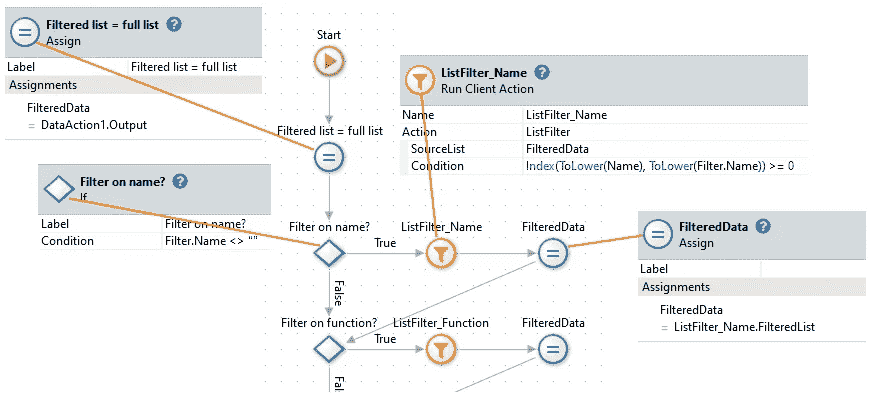 Filtered list = full list ?
Assign
Label Filtered list = full list
Assignments
FilteredData
= DataAction1.Output
Start
ListFilter_Name ?
Run Client Action
Name ListFilter_Name
Action ListFilter
SourceList FilteredData
Condition Index(ToLower(Name), ToLower(Filter.Name)) >= 0
Filtered list = full list
Filter on name? ?
If
Label Filter on name?
Condition Filter.Name <> ""
Filter on name?
True
ListFilter_Name
FilteredData
False
FilteredData ?
Assign
Label
Assignments
FilteredData
= ListFilter_Name.FilteredList
Filter on function?
True
ListFilter_Function
FilteredData